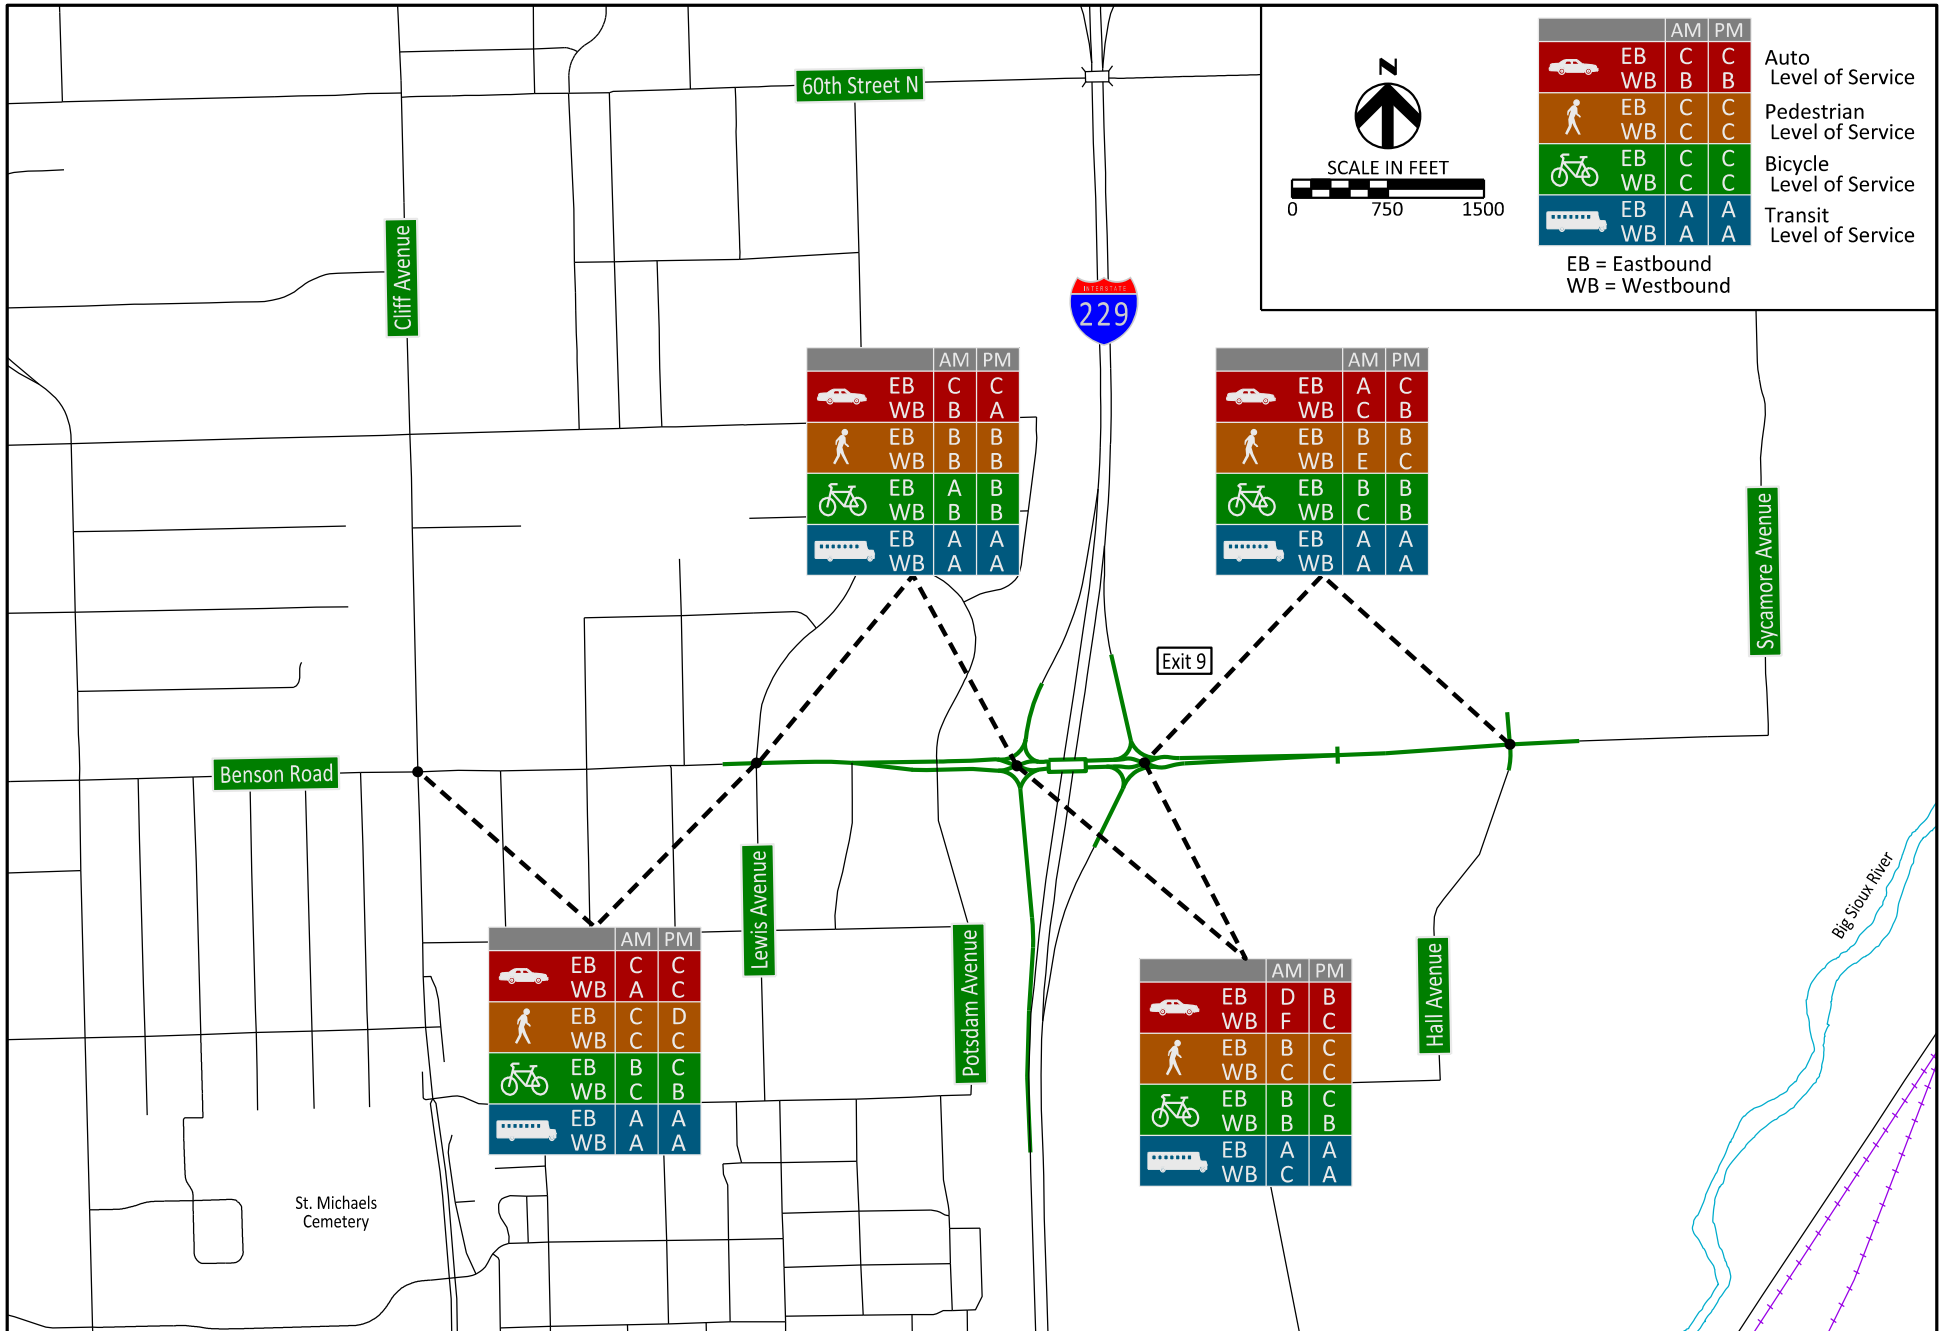 60th Street N
Cliff Avenue
INTERSTATE
229
N
SCALE IN FEET
0 750 1500
AM PM
EB C C
WB B B
Auto
Level of Service
EB C C
WB C C
Pedestrian
Level of Service
EB C C
WB C C
Bicycle
Level of Service
EB A A
WB A A
Transit
Level of Service
EB = Eastbound
WB = Westbound
AM PM
EB C C
WB B A
EB B B
WB B B
EB A B
WB B B
EB A A
WB A A
AM PM
EB A C
WB C B
EB B B
WB E C
EB B B
WB C B
EB A A
WB A A
Sycamore Avenue
Exit 9
Benson Road
Lewis Avenue
Potsdam Avenue
Hall Avenue
Big Sioux River
AM PM
EB C C
WB A C
EB C D
WB C C
EB B C
WB C B
EB A A
WB A A
AM PM
EB D B
WB F C
EB B C
WB C C
EB B C
WB B B
EB A A
WB C A
St. Michaels
Cemetery